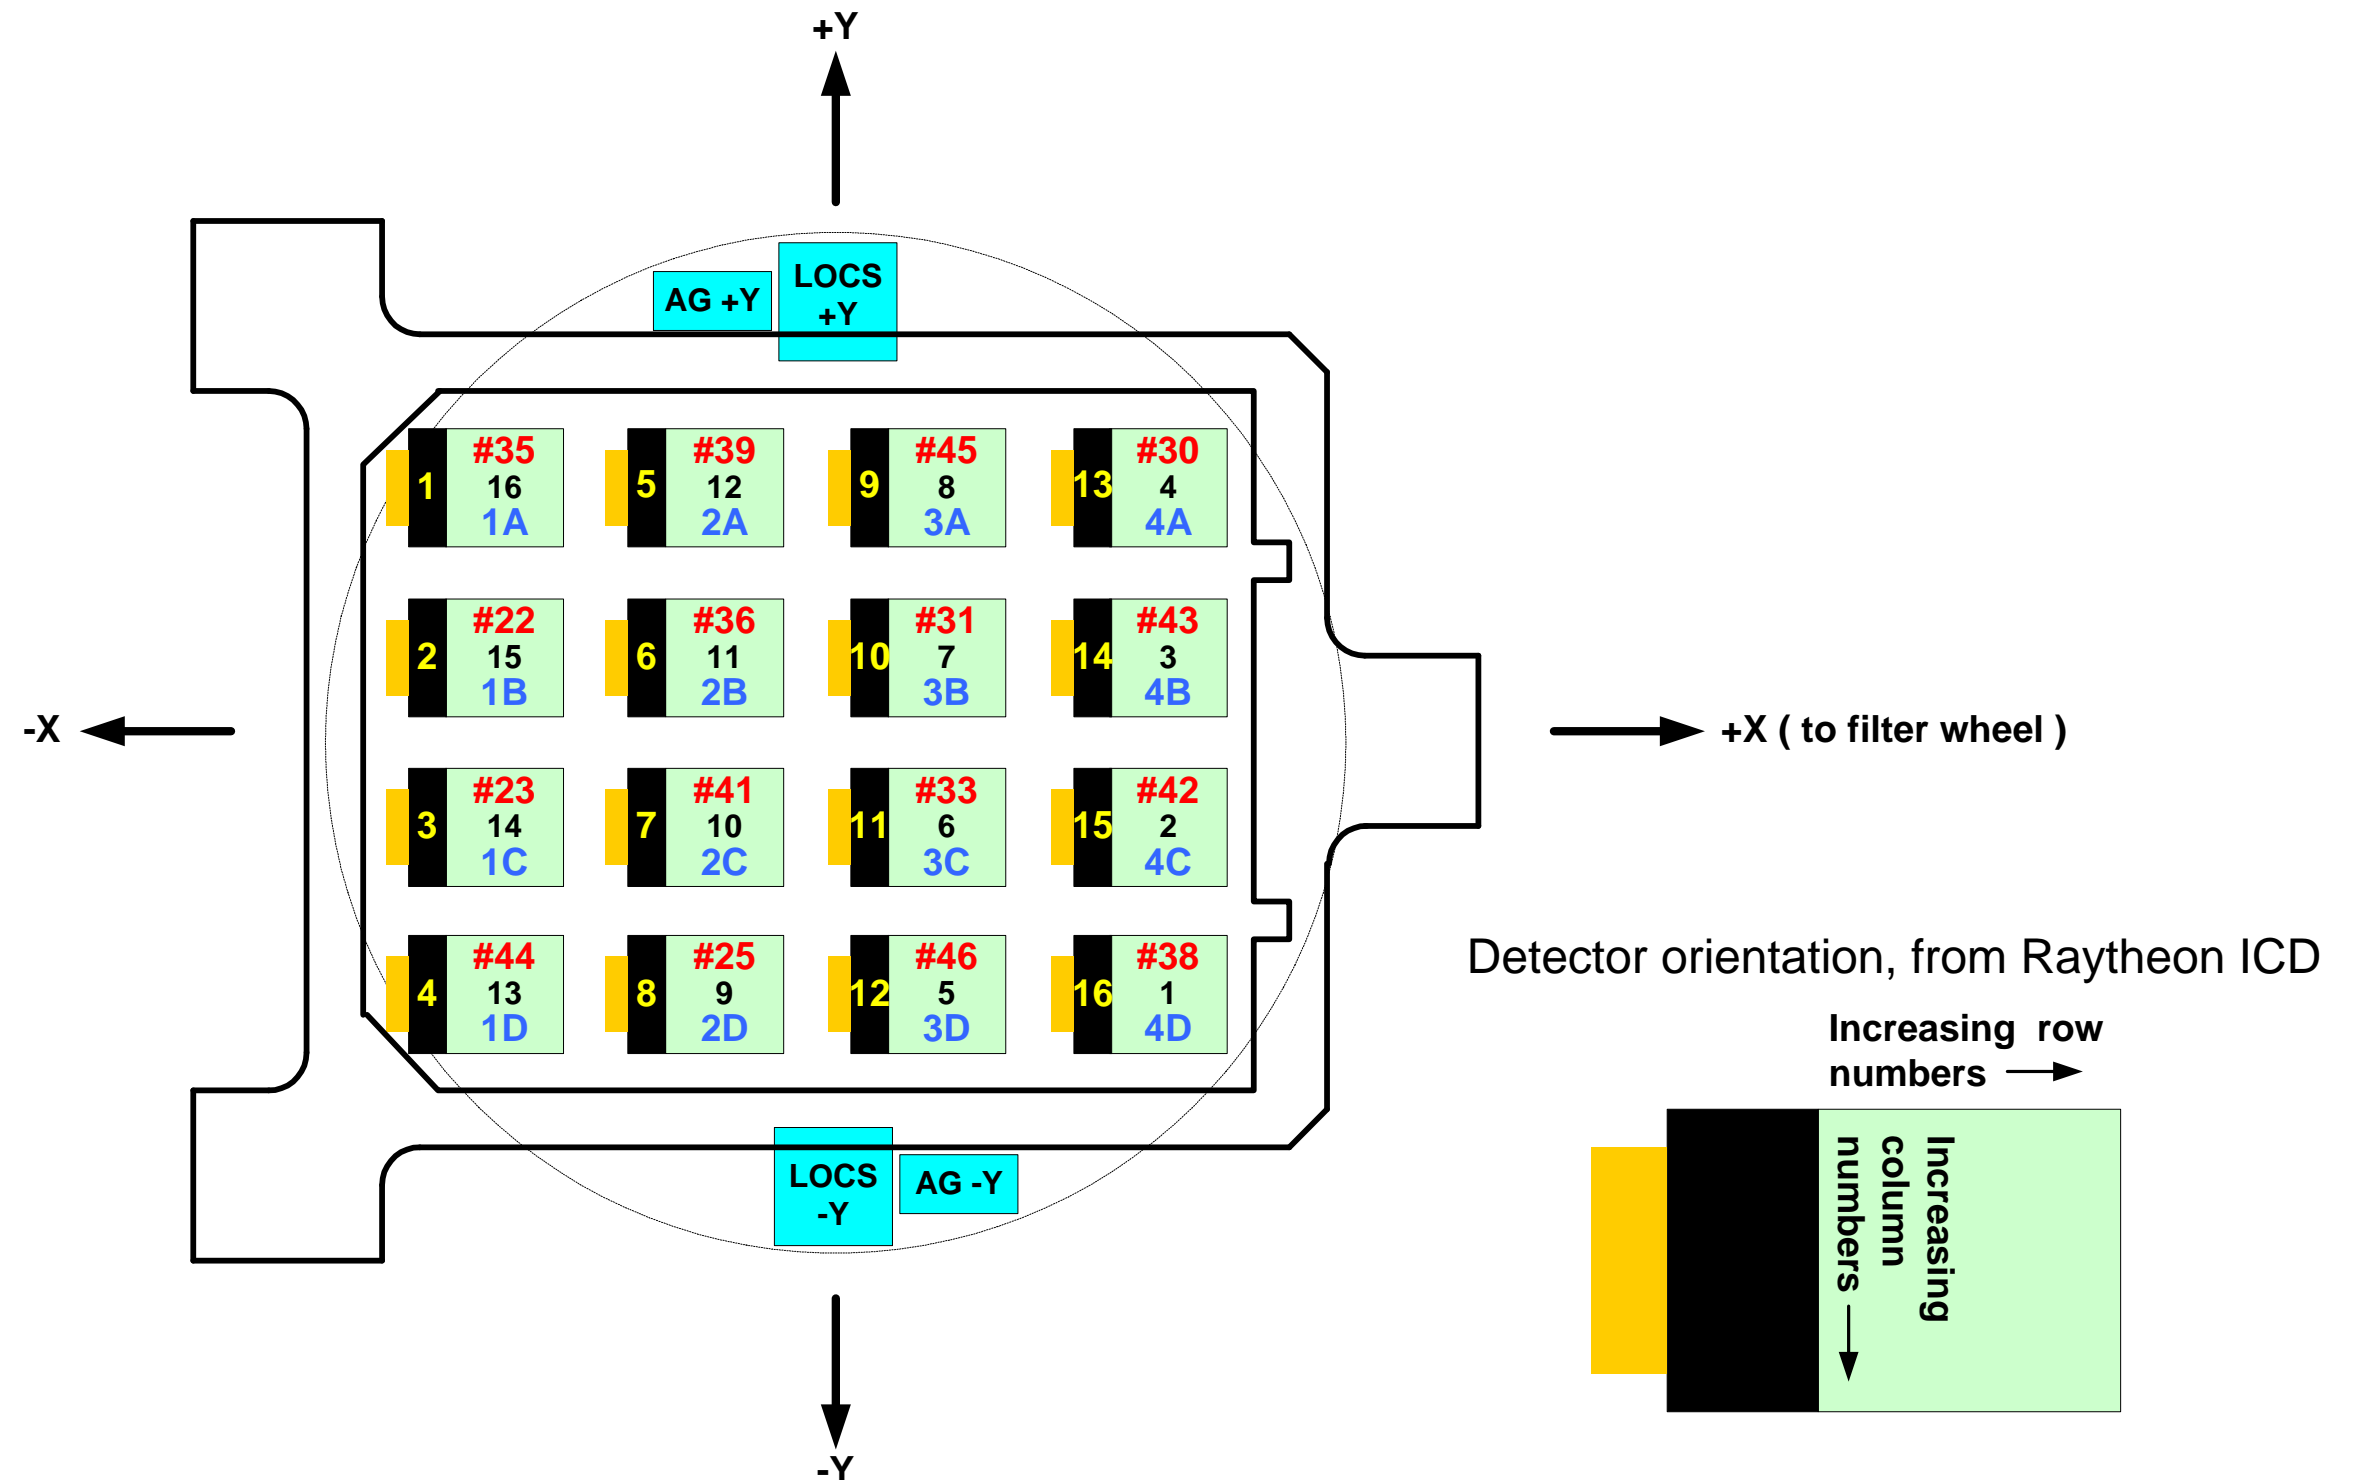 +Y
LOCS
+Y
AG +Y
1
#35
16
1A
5
#39
12
2A
9
#45
8
3A
13
#30
4
4A
2
#22
15
1B
6
#36
11
2B
10
#31
7
3B
14
#43
3
4B
-X
+X ( to filter wheel )
3
#23
14
1C
7
#41
10
2C
11
#33
6
3C
15
#42
2
4C
4
#44
13
1D
8
#25
9
2D
12
#46
5
3D
16
#38
1
4D
LOCS
-Y
AG -Y
-Y
Detector orientation, from Raytheon ICD
Increasing row
numbers
Increasing
column
numbers